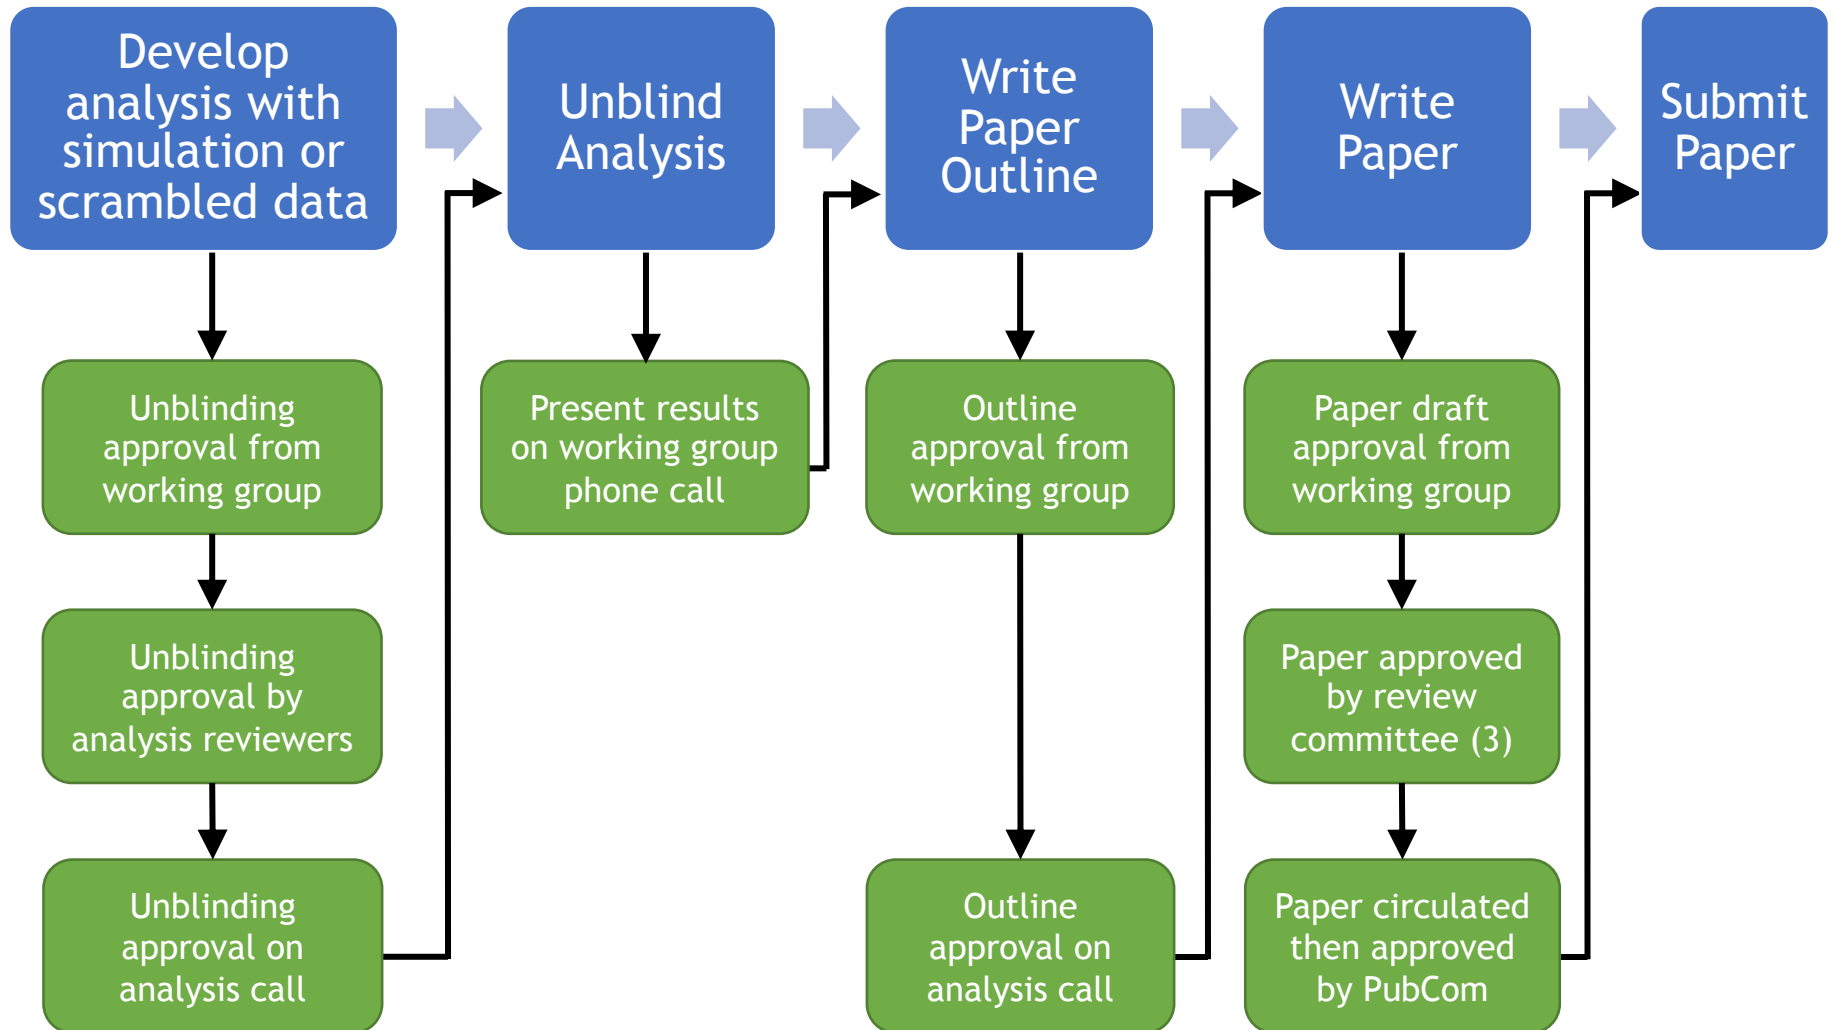 Develop
analysis with
simulation or
scrambled data
Unblind
Analysis
Write
Paper
Outline
Write
Paper
Submit
Paper
Unblinding
approval from
working group
Present results
on working group
phone call
Outline
approval from
working group
Paper draft
approval from
working group
Unblinding
approval by
analysis reviewers
Paper approved
by review
committee (3)
Unblinding
approval on
analysis call
Outline
approval on
analysis call
Paper circulated
then approved
by PubCom